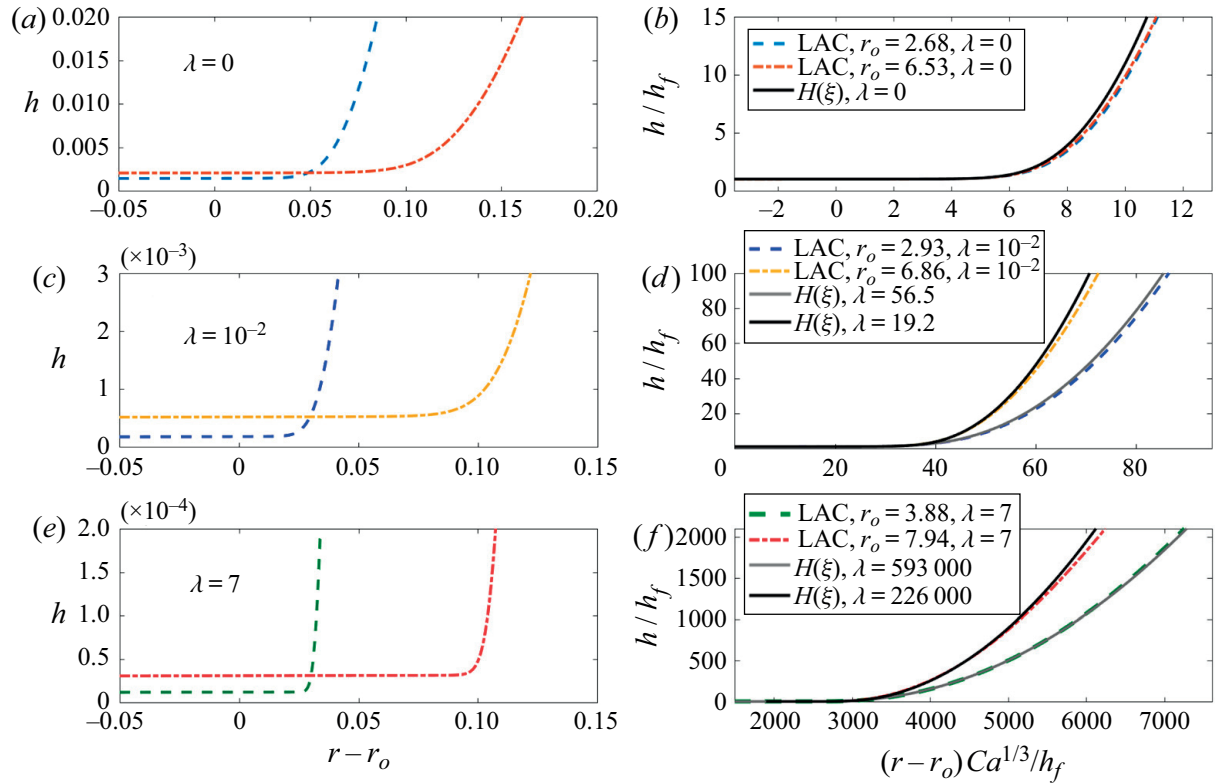 (a)
0.020
0.015
0.010
0.005
0
h
λ = 0
−0.05
0
0.05
0.10
0.15
0.20
(b)
15
10
5
0
h / h_f
LAC, r_o = 2.68, λ = 0
LAC, r_o = 6.53, λ = 0
H(ξ), λ = 0
−2
0
2
4
6
8
10
12
(×10⁻³)
(c)
3
2
1
0
h
λ = 10⁻²
−0.05
0
0.05
0.10
0.15
(d)
100
80
60
40
20
h / h_f
LAC, r_o = 2.93, λ = 10⁻²
LAC, r_o = 6.86, λ = 10⁻²
H(ξ), λ = 56.5
H(ξ), λ = 19.2
0
20
40
60
80
(×10⁻⁴)
(e)
2.0
1.5
1.0
0.5
0
h
λ = 7
−0.05
0
0.05
0.10
0.15
r − r_o
(f)
2000
1500
1000
500
0
h / h_f
LAC, r_o = 3.88, λ = 7
LAC, r_o = 7.94, λ = 7
H(ξ), λ = 593 000
H(ξ), λ = 226 000
2000
3000
4000
5000
6000
7000
(r − r_o) Ca^{1/3}/h_f